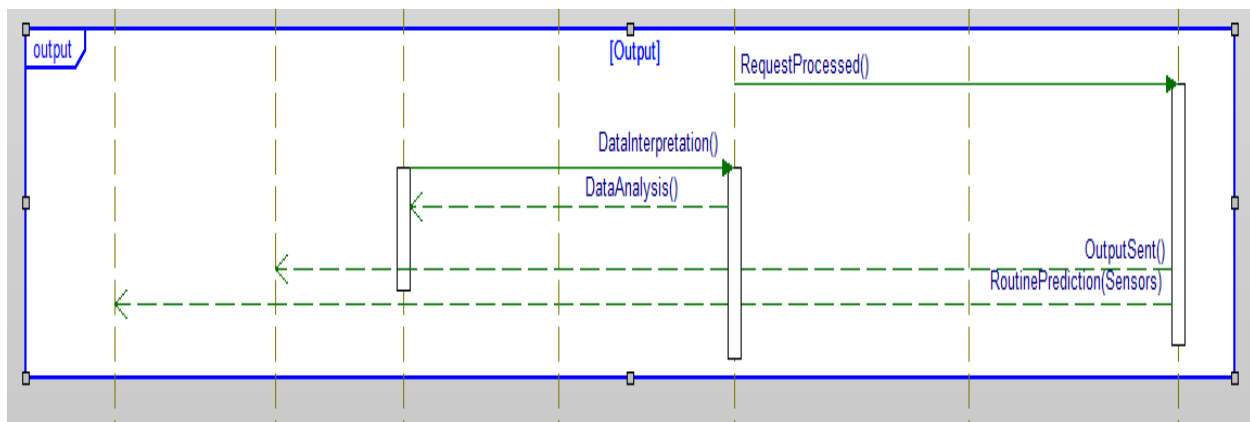 output
[Output]
RequestProcessed()
DataInterpretation()
DataAnalysis()
OutputSent()
RoutinePrediction(Sensors)